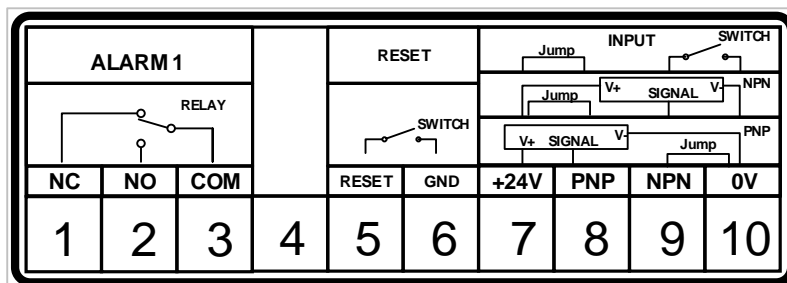 ALARM 1
RELAY
NC NO COM
1 2 3 4
RESET
SWITCH
RESET GND
5 6
INPUT
Jump SWITCH
V+ SIGNAL V- NPN
Jump
V+ SIGNAL V- PNP
Jump
+24V PNP NPN 0V
7 8 9 10